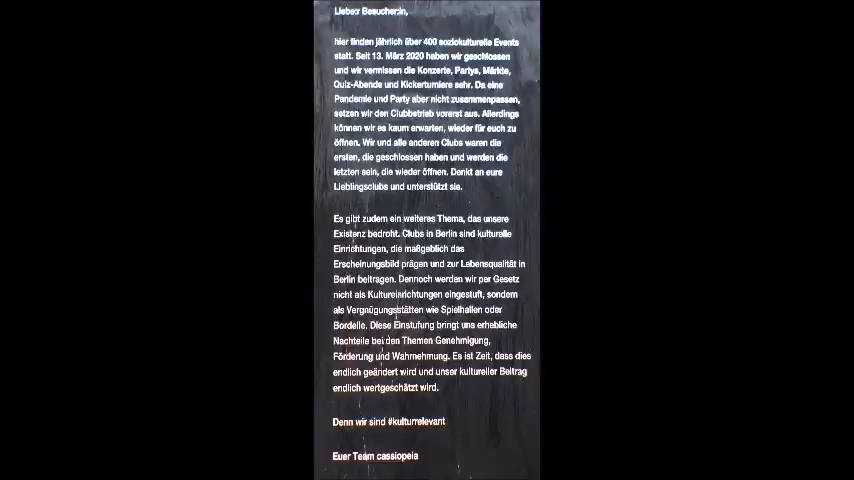 Liebe:r Besucher:in,
hier finden jährlich über 400 soziokulturelle Events
statt. Seit 13. März 2020 haben wir geschlossen
und wir vermissen die Konzerte, Partys, Märkte,
Quiz-Abende und Kickerturniere sehr. Da eine
Pandemie und Party aber nicht zusammenpassen,
setzen wir den Clubbetrieb vorerst aus. Allerdings
können wir es kaum erwarten, wieder für euch zu
öffnen. Wir und alle anderen Clubs waren die
ersten, die geschlossen haben und werden die
letzten sein, die wieder öffnen. Denkt an eure
Lieblingsclubs und unterstützt sie.
Es gibt zudem ein weiteres Thema, das unsere
Existenz bedroht. Clubs in Berlin sind kulturelle
Einrichtungen, die maßgeblich das
Erscheinungsbild prägen und zur Lebensqualität in
Berlin beitragen. Dennoch werden wir per Gesetz
nicht als Kultureinrichtungen eingestuft, sondern
als Vergnügungsstätten wie Spielhallen oder
Bordelle. Diese Einstufung bringt uns erhebliche
Nachteile bei den Themen Genehmigung,
Förderung und Wahrnehmung. Es ist Zeit, dass dies
endlich geändert wird und unser kultureller Beitrag
endlich wertgeschätzt wird.
Denn wir sind #kulturrelevant
Euer Team cassiopeia